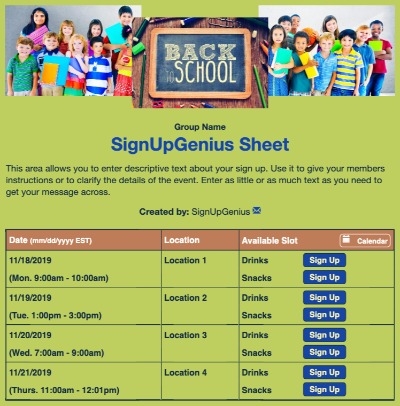 BACK
TO SCHOOL
Group Name
SignUpGenius Sheet
This area allows you to enter descriptive text about your sign up. Use it to give your members
instructions or to clarify the details of the event. Enter as little or as much text as you need to
get your message across.
Created by: SignUpGenius
Date (mm/dd/yyyy EST) Location Available Slot Calendar
11/18/2019 Location 1 Drinks Sign Up
(Mon. 9:00am - 10:00am) Snacks Sign Up
11/19/2019 Location 2 Drinks Sign Up
(Tue. 1:00pm - 3:00pm) Snacks Sign Up
11/20/2019 Location 3 Drinks Sign Up
(Wed. 7:00am - 9:00am) Snacks Sign Up
11/21/2019 Location 4 Drinks Sign Up
(Thurs. 11:00am - 12:01pm) Snacks Sign Up